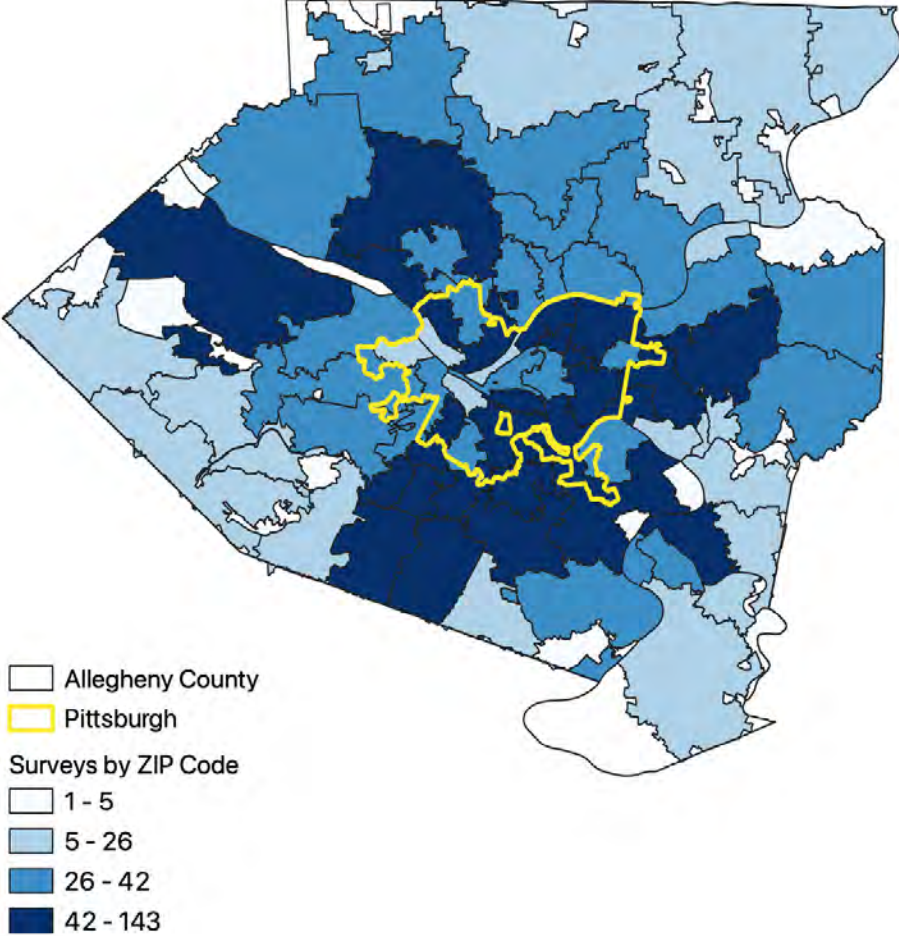 Allegheny County
Pittsburgh
Surveys by ZIP Code
1 - 5
5 - 26
26 - 42
42 - 143